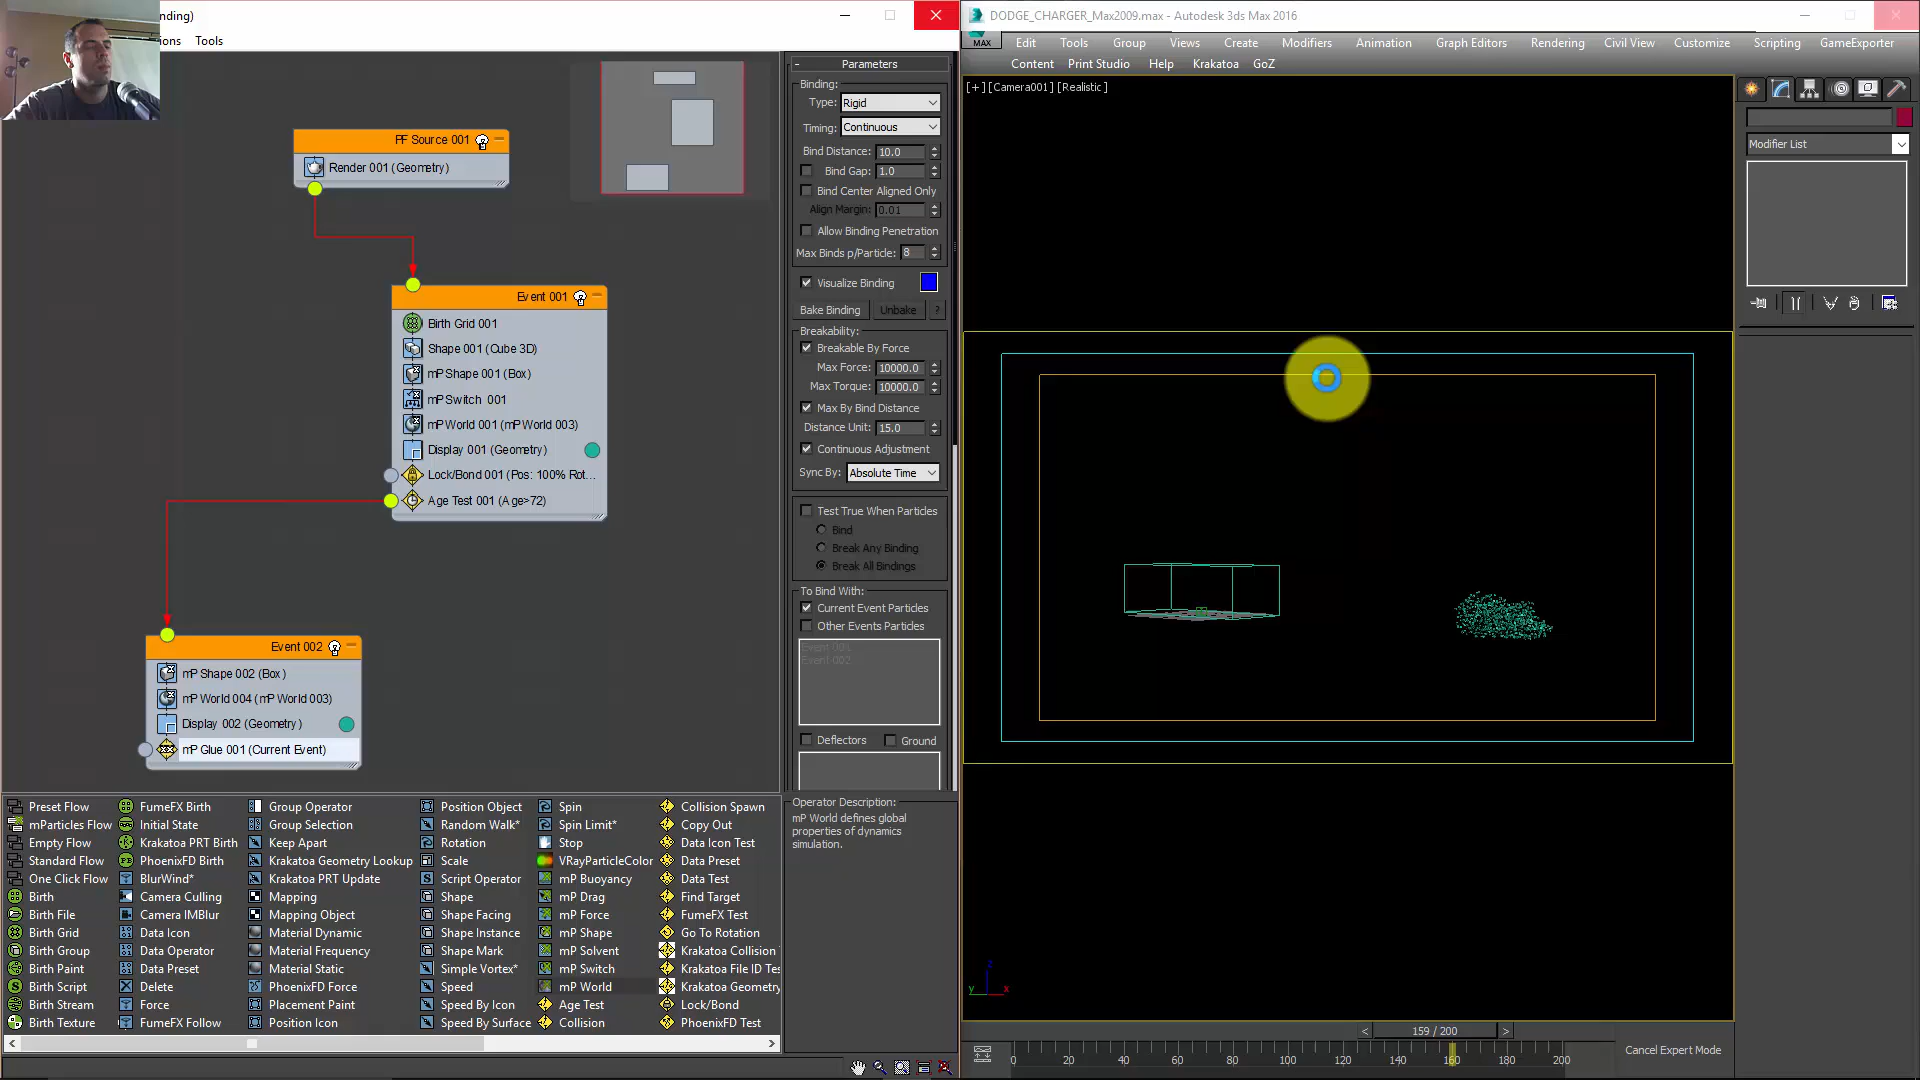 nding)
ions Tools
DODGE_CHARGER_Max2009.max - Autodesk 3ds Max 2016
MAX Edit Tools Group Views Create Modifiers Animation Graph Editors Rendering Civil View Customize Scripting GameExporter
Content Print Studio Help Krakatoa GoZ
[+] [Camera001] [Realistic]
Modifier List
PF Source 001
Render 001 (Geometry)
Event 001
Birth Grid 001
Shape 001 (Cube 3D)
mP Shape 001 (Box)
mP Switch 001
mP World 001 (mP World 003)
Display 001 (Geometry)
Lock/Bond 001 (Pos: 100% Rot...
Age Test 001 (Age>72)
Event 002
mP Shape 002 (Box)
mP World 004 (mP World 003)
Display 002 (Geometry)
mP Glue 001 (Current Event)
- Parameters
Binding:
Type: Rigid
Timing: Continuous
Bind Distance: 10.0
Bind Gap: 1.0
Bind Center Aligned Only
Align Margin: 0.01
Allow Binding Penetration
Max Binds p/Particle: 8
Visualize Binding
Bake Binding Unbake ?
Breakability:
Breakable By Force
Max Force: 10000.0
Max Torque: 10000.0
Max By Bind Distance
Distance Unit: 15.0
Continuous Adjustment
Sync By: Absolute Time
Test True When Particles
Bind
Break Any Binding
Break All Bindings
To Bind With:
Current Event Particles
Other Events Particles
Event 001
Event 002
Deflectors Ground
Operator Description:
mP World defines global
properties of dynamics
simulation.
Preset Flow FumeFX Birth Group Operator Position Object Spin Collision Spawn
mParticles Flow Initial State Group Selection Random Walk* Spin Limit* Copy Out
Empty Flow Krakatoa PRT Birth Keep Apart Rotation Stop Data Icon Test
Standard Flow PhoenixFD Birth Krakatoa Geometry Lookup Scale VRayParticleColor Data Preset
One Click Flow BlurWind* Krakatoa PRT Update Script Operator mP Buoyancy Data Test
Birth Camera Culling Mapping Shape mP Drag Find Target
Birth File Camera IMBlur Mapping Object Shape Facing mP Force FumeFX Test
Birth Grid Data Icon Material Dynamic Shape Instance mP Shape Go To Rotation
Birth Group Data Operator Material Frequency Shape Mark mP Solvent Krakatoa Collision
Birth Paint Data Preset Material Static Simple Vortex* mP Switch Krakatoa File ID Tes
Birth Script Delete PhoenixFD Force Speed mP World Krakatoa Geometry
Birth Stream Force Placement Paint Speed By Icon Age Test Lock/Bond
Birth Texture FumeFX Follow Position Icon Speed By Surface Collision PhoenixFD Test
z
y x
< 159 / 200 >
0 20 40 60 80 100 120 140 160 180 200
Cancel Expert Mode